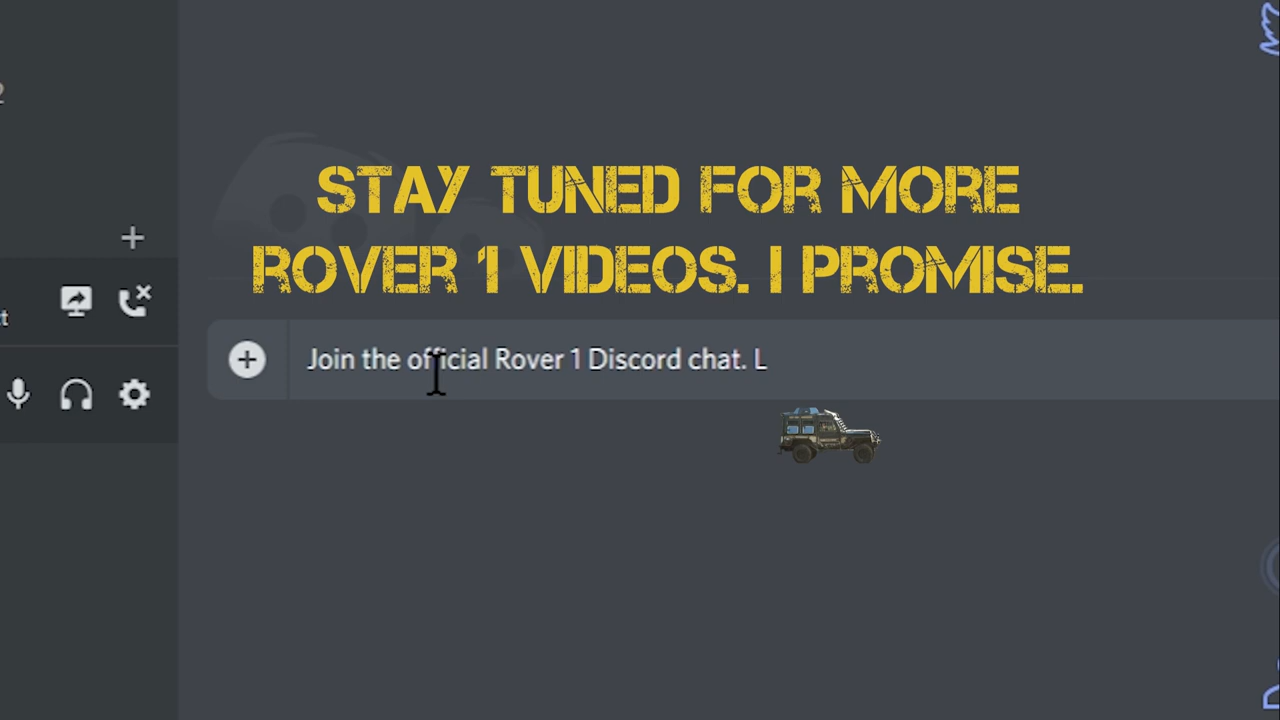 STAY TUNED FOR MORE
ROVER 1 VIDEOS. I PROMISE.
Join the official Rover 1 Discord chat. L